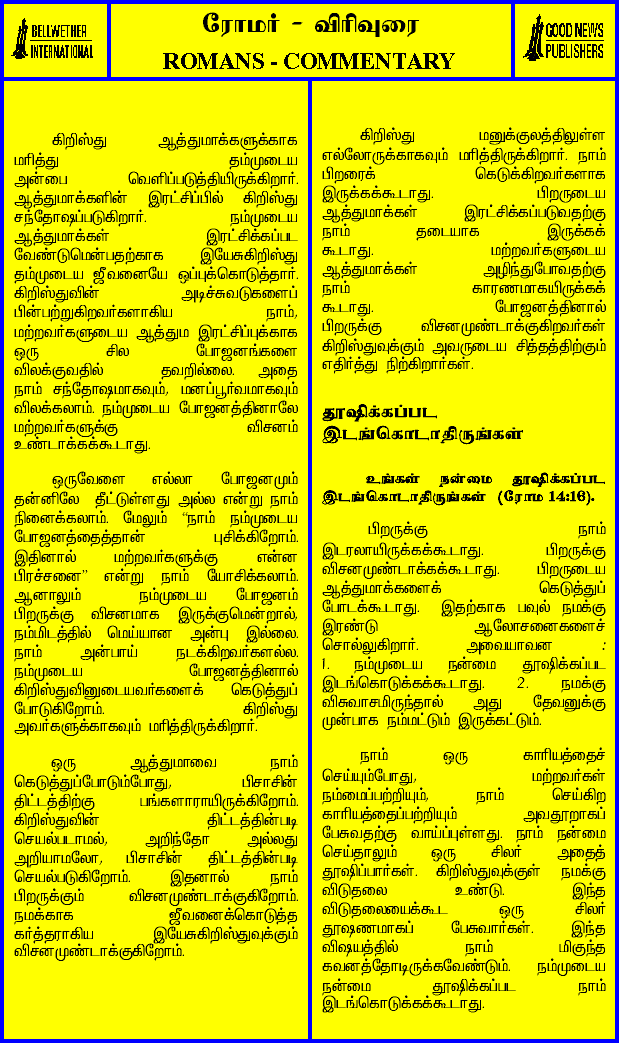 BELLWETHER
INTERNATIONAL
ரோமர் - விரிவுரை
ROMANS - COMMENTARY
GOOD NEWS
PUBLISHERS
கிறிஸ்து ஆத்துமாக்களுக்காக
மரித்து தம்முடைய
அன்பை வெளிப்படுத்தியிருக்கிறார்.
ஆத்துமாக்களின் இரட்சிப்பில் கிறிஸ்து
சந்தோஷப்படுகிறார். நம்முடைய
ஆத்துமாக்கள் இரட்சிக்கப்பட
வேண்டுமென்பதற்காக இயேசுகிறிஸ்து
தம்முடைய ஜீவனையே ஒப்புக்கொடுத்தார்.
கிறிஸ்துவின் அடிச்சுவடுகளைப்
பின்பற்றுகிறவர்களாகிய நாம்,
மற்றவர்களுடைய ஆத்தும இரட்சிப்புக்காக
ஒரு சில போஜனங்களை
விலக்குவதில் தவறில்லை. அதை
நாம் சந்தோஷமாகவும், மனப்பூர்வமாகவும்
விலக்கலாம். நம்முடைய போஜனத்தினாலே
மற்றவர்களுக்கு விசனம்
உண்டாக்கக்கூடாது.
ஒருவேளை எல்லா போஜனமும்
தன்னிலே தீட்டுள்ளது அல்ல என்று நாம்
நினைக்கலாம். மேலும் “நாம் நம்முடைய
போஜனத்தைத்தான் புசிக்கிறோம்.
இதினால் மற்றவர்களுக்கு என்ன
பிரச்சனை” என்று நாம் யோசிக்கலாம்.
ஆனாலும் நம்முடைய போஜனம்
பிறருக்கு விசனமாக இருக்குமென்றால்,
நம்மிடத்தில் மெய்யான அன்பு இல்லை.
நாம் அன்பாய் நடக்கிறவர்களல்ல.
நம்முடைய போஜனத்தினால்
கிறிஸ்துவினுடையவர்களைக் கெடுத்துப்
போடுகிறோம். கிறிஸ்து
அவர்களுக்காகவும் மரித்திருக்கிறார்.
ஒரு ஆத்துமாவை நாம்
கெடுத்துப்போடும்போது, பிசாசின்
திட்டத்திற்கு பங்காளராயிருக்கிறோம்.
கிறிஸ்துவின் திட்டத்தின்படி
செயல்படாமல், அறிந்தோ அல்லது
அறியாமலோ, பிசாசின் திட்டத்தின்படி
செயல்படுகிறோம். இதனால் நாம்
பிறருக்கும் விசனமுண்டாக்குகிறோம்.
நமக்காக ஜீவனைக்கொடுத்த
கர்த்தராகிய இயேசுகிறிஸ்துவுக்கும்
விசனமுண்டாக்குகிறோம்.
கிறிஸ்து மனுக்குலத்திலுள்ள
எல்லோருக்காகவும் மரித்திருக்கிறார். நாம்
பிறரைக் கெடுக்கிறவர்களாக
இருக்கக்கூடாது. பிறருடைய
ஆத்துமாக்கள் இரட்சிக்கப்படுவதற்கு
நாம் தடையாக இருக்கக்
கூடாது. மற்றவர்களுடைய
ஆத்துமாக்கள் அழிந்துபோவதற்கு
நாம் காரணமாகயிருக்கக்
கூடாது. போஜனத்தினால்
பிறருக்கு விசனமுண்டாக்குகிறவர்கள்
கிறிஸ்துவுக்கும் அவருடைய சித்தத்திற்கும்
எதிர்த்து நிற்கிறார்கள்.
தூஷிக்கப்பட
இடங்கொடாதிருங்கள்
உங்கள் நன்மை தூஷிக்கப்பட
இடங்கொடாதிருங்கள் (ரோம 14:16).
பிறருக்கு நாம்
இடரலாயிருக்கக்கூடாது. பிறருக்கு
விசனமுண்டாக்கக்கூடாது. பிறருடைய
ஆத்துமாக்களைக் கெடுத்துப்
போடக்கூடாது. இதற்காக பவுல் நமக்கு
இரண்டு ஆலோசனைகளைச்
சொல்லுகிறார். அவையாவன :
1. நம்முடைய நன்மை தூஷிக்கப்பட
இடங்கொடுக்கக்கூடாது. 2. நமக்கு
விசுவாசமிருந்தால் அது தேவனுக்கு
முன்பாக நம்மட்டும் இருக்கட்டும்.
நாம் ஒரு காரியத்தைச்
செய்யும்போது, மற்றவர்கள்
நம்மைப்பற்றியும், நாம் செய்கிற
காரியத்தைப்பற்றியும் அவதூறாகப்
பேசுவதற்கு வாய்ப்புள்ளது. நாம் நன்மை
செய்தாலும் ஒரு சிலர் அதைத்
தூஷிப்பார்கள். கிறிஸ்துவுக்குள் நமக்கு
விடுதலை உண்டு. இந்த
விடுதலையைக்கூட ஒரு சிலர்
தூஷணமாகப் பேசுவார்கள். இந்த
விஷயத்தில் நாம் மிகுந்த
கவனத்தோடிருக்கவேண்டும். நம்முடைய
நன்மை தூஷிக்கப்பட நாம்
இடங்கொடுக்கக்கூடாது.